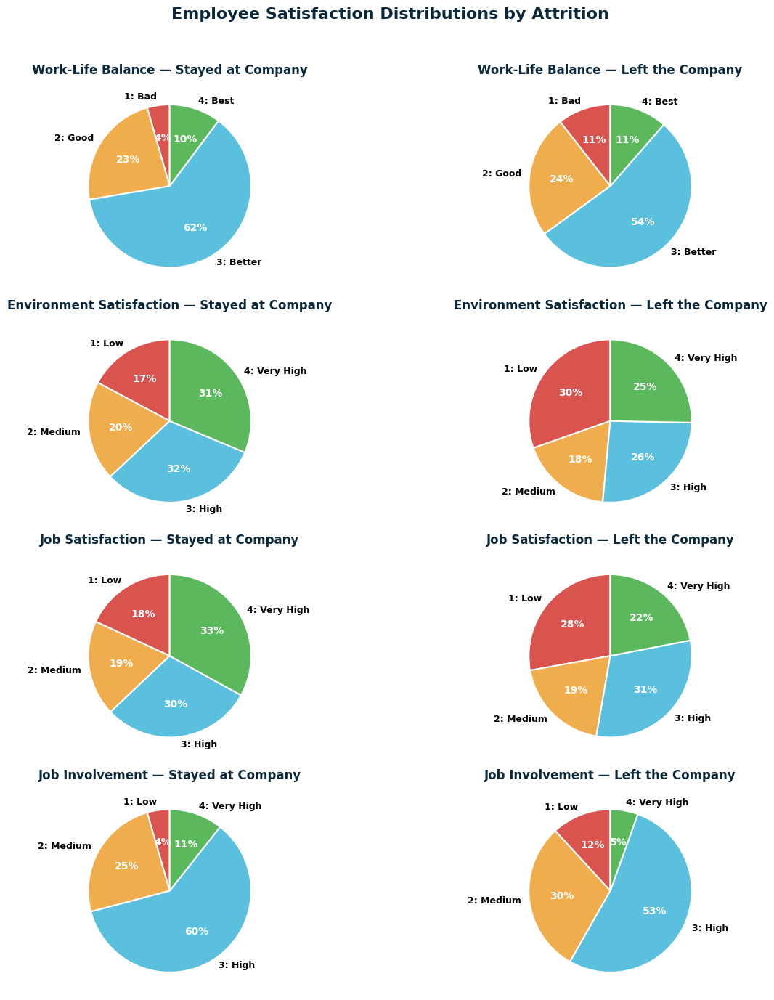 Employee Satisfaction Distributions by Attrition
Work-Life Balance — Stayed at Company
1: Bad
4: Best
2: Good
4%
10%
23%
62%
3: Better
Work-Life Balance — Left the Company
1: Bad
4: Best
2: Good
11%
11%
24%
54%
3: Better
Environment Satisfaction — Stayed at Company
1: Low
4: Very High
17%
31%
20%
2: Medium
32%
3: High
Environment Satisfaction — Left the Company
4: Very High
1: Low
25%
30%
18%
26%
3: High
2: Medium
Job Satisfaction — Stayed at Company
1: Low
4: Very High
18%
33%
19%
2: Medium
30%
3: High
Job Satisfaction — Left the Company
4: Very High
1: Low
22%
28%
19%
31%
2: Medium
3: High
Job Involvement — Stayed at Company
1: Low
4: Very High
4%
11%
2: Medium
25%
60%
3: High
Job Involvement — Left the Company
4: Very High
1: Low
5%
12%
30%
2: Medium
53%
3: High